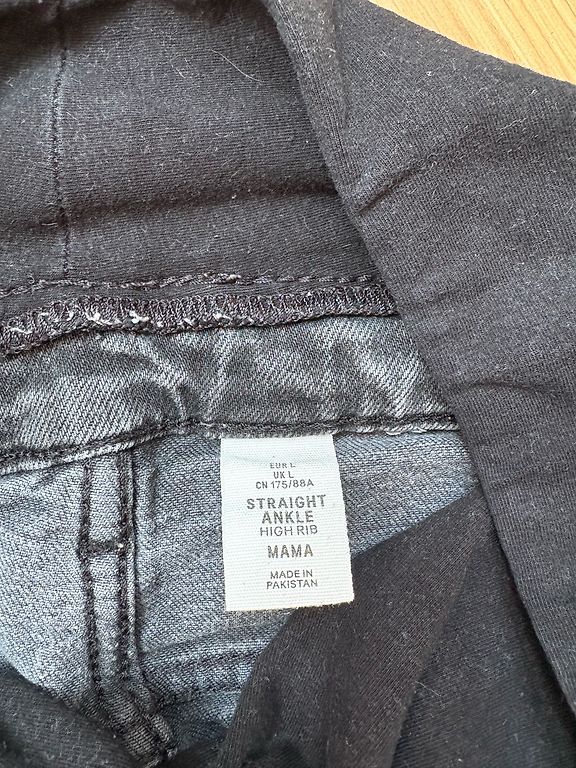 EUR L
UK L
CN 175/88A
STRAIGHT
ANKLE
HIGH RIB
MAMA
MADE IN
PAKISTAN